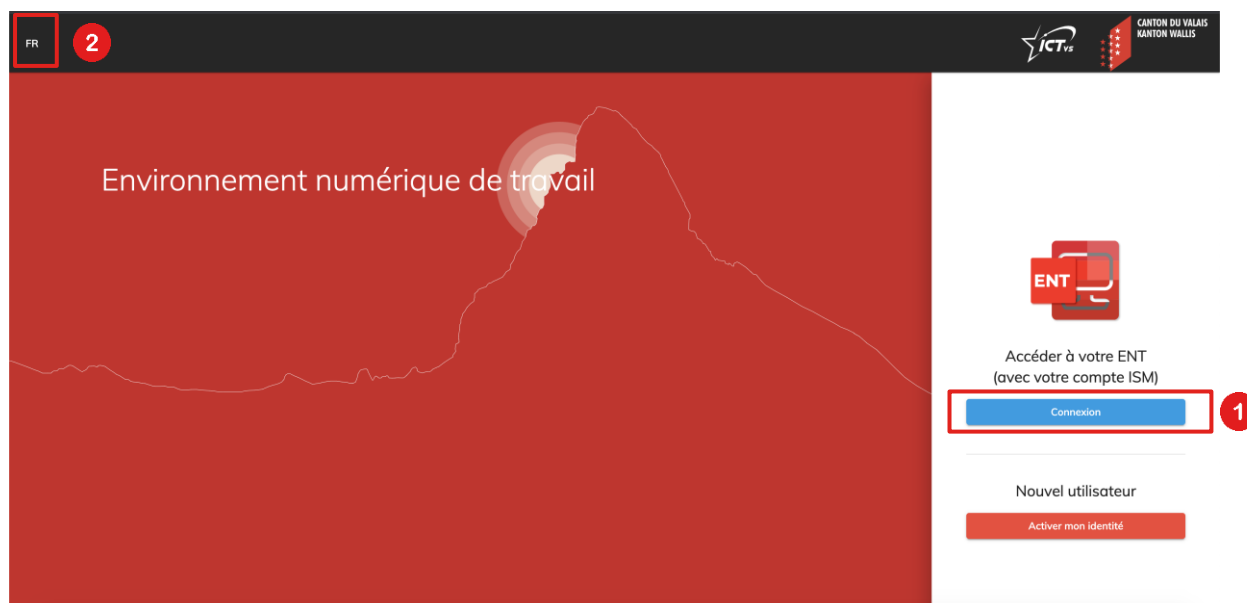 FR
2
ICTvs
CANTON DU VALAIS
KANTON WALLIS
Environnement numérique de travail
ENT
Accéder à votre ENT
(avec votre compte ISM)
Connexion
1
Nouvel utilisateur
Activer mon identité